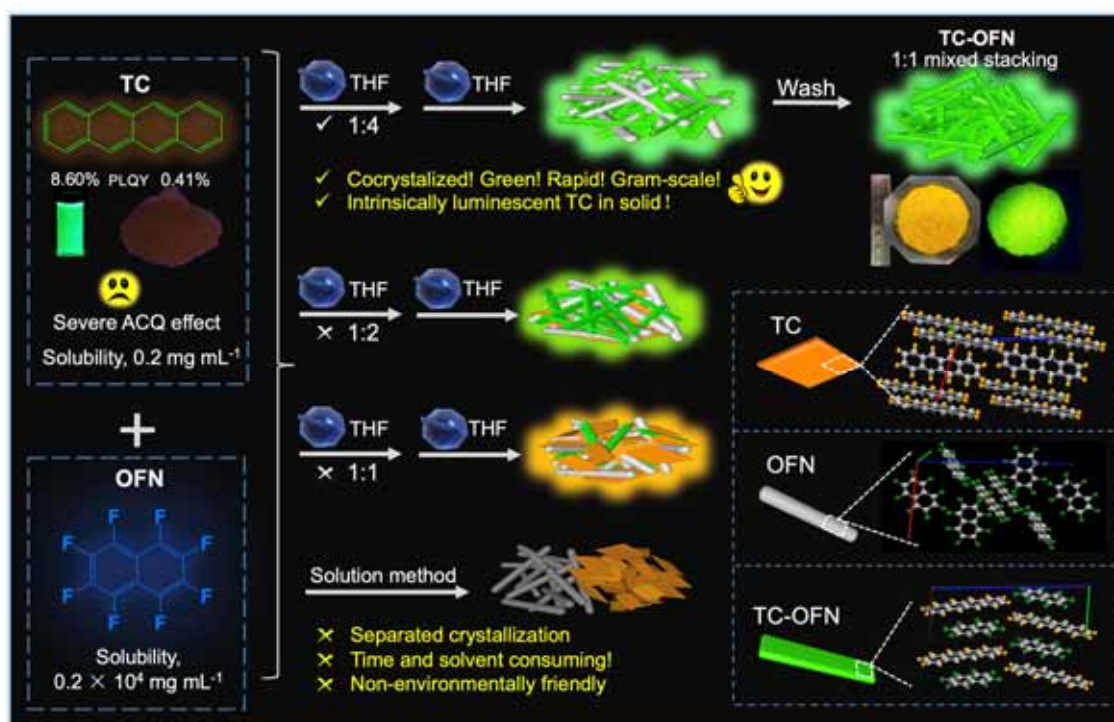 TC
8.60% PLQY 0.41%
Severe ACQ effect
Solubility, 0.2 mg mL⁻¹
+
OFN
F F
F F
F F
F F
Solubility,
0.2 × 10⁴ mg mL⁻¹
THF THF
✓ 1:4
Wash
TC-OFN
1:1 mixed stacking
✓ Cocrystalized! Green! Rapid! Gram-scale!
✓ Intrinsically luminescent TC in solid !
THF THF
× 1:2
THF THF
× 1:1
Solution method
× Separated crystallization
× Time and solvent consuming!
× Non-environmentally friendly
TC
OFN
TC-OFN